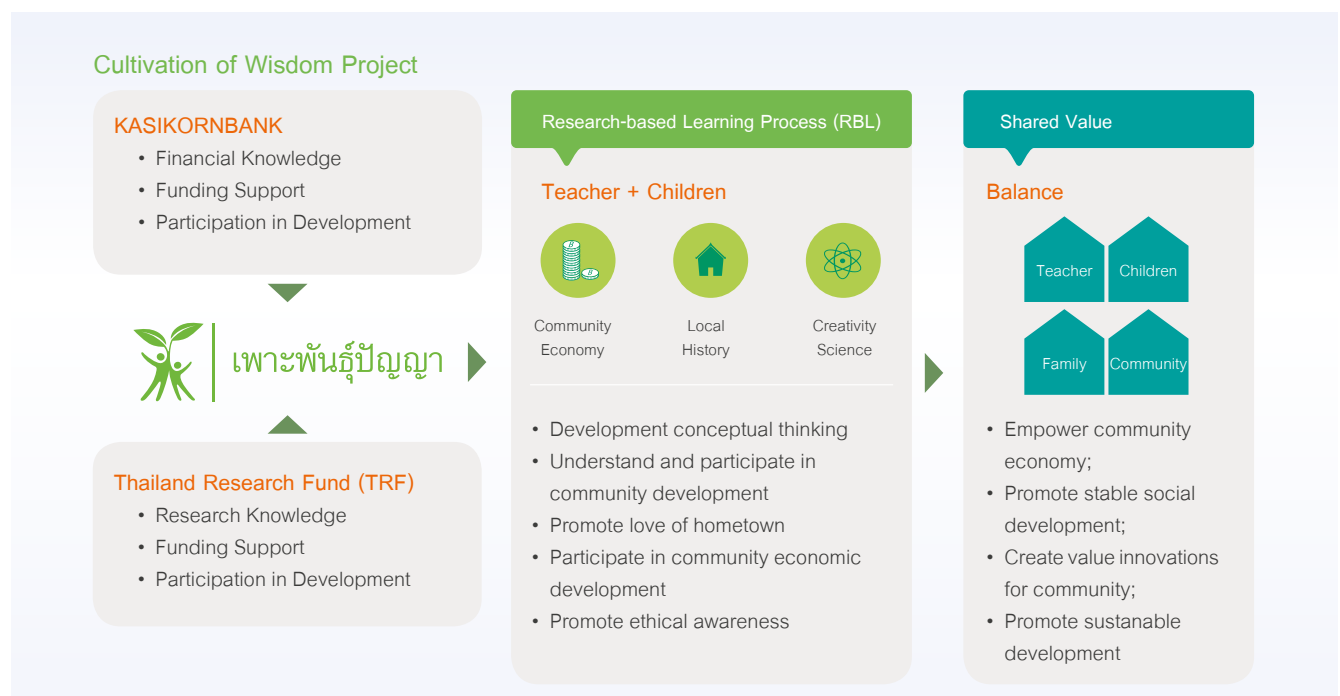 Cultivation of Wisdom Project
KASIKORNBANK
• Financial Knowledge
• Funding Support
• Participation in Development
เพาะพันธุ์ปัญญา
Thailand Research Fund (TRF)
• Research Knowledge
• Funding Support
• Participation in Development
Research-based Learning Process (RBL)
Teacher + Children
Community
Economy
Local
History
Creativity
Science
• Development conceptual thinking
• Understand and participate in
community development
• Promote love of hometown
• Participate in community economic
development
• Promote ethical awareness
Shared Value
Balance
Teacher
Children
Family
Community
• Empower community
economy;
• Promote stable social
development;
• Create value innovations
for community;
• Promote sustanable
development